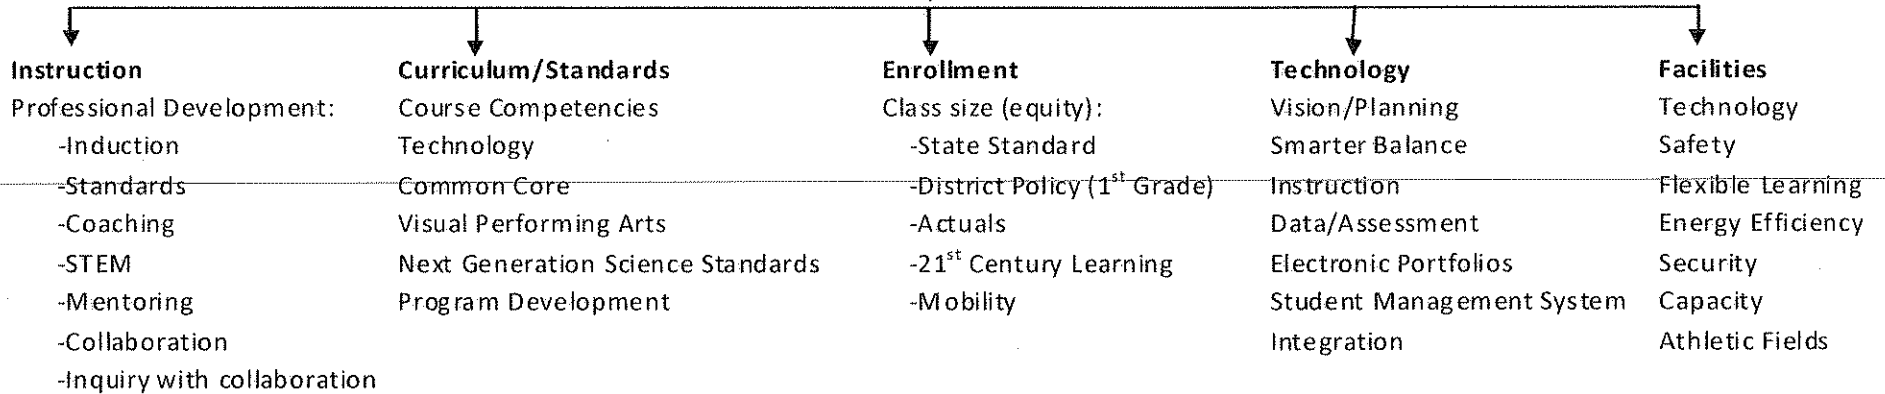 Instruction
Professional Development:
-Induction
-Standards
-Coaching
-STEM
-Mentoring
-Collaboration
-Inquiry with collaboration
Curriculum/Standards
Course Competencies
Technology
Common Core
Visual Performing Arts
Next Generation Science Standards
Program Development
Enrollment
Class size (equity):
-State Standard
-District Policy (1st Grade)
-Actuals
-21st Century Learning
-Mobility
Technology
Vision/Planning
Smarter Balance
Instruction
Data/Assessment
Electronic Portfolios
Student Management System
Integration
Facilities
Technology
Safety
Flexible Learning
Energy Efficiency
Security
Capacity
Athletic Fields